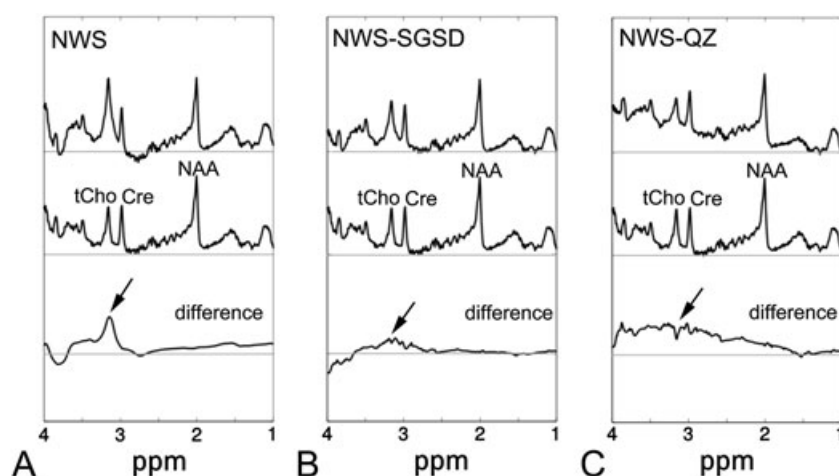 NWS
NAA
tCho Cre
difference
4 3 2 1
A ppm
NWS-SGSD
NAA
tCho Cre
difference
4 3 2 1
B ppm
NWS-QZ
NAA
tCho Cre
difference
4 3 2 1
C ppm